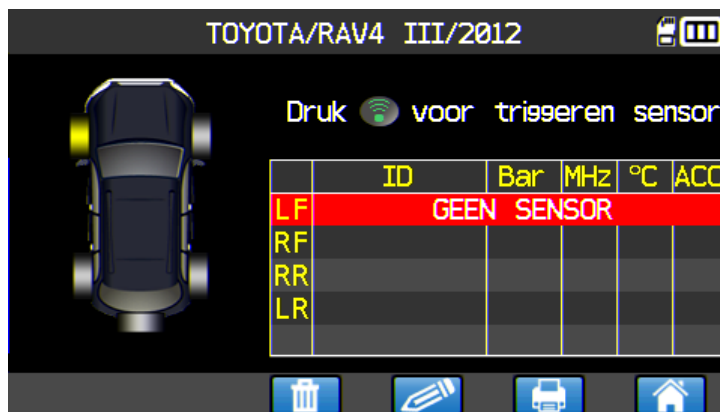 TOYOTA/RAV4 III/2012
Druk voor triggeren sensor
ID Bar MHz °C ACC
LF GEEN SENSOR
RF
RR
LR